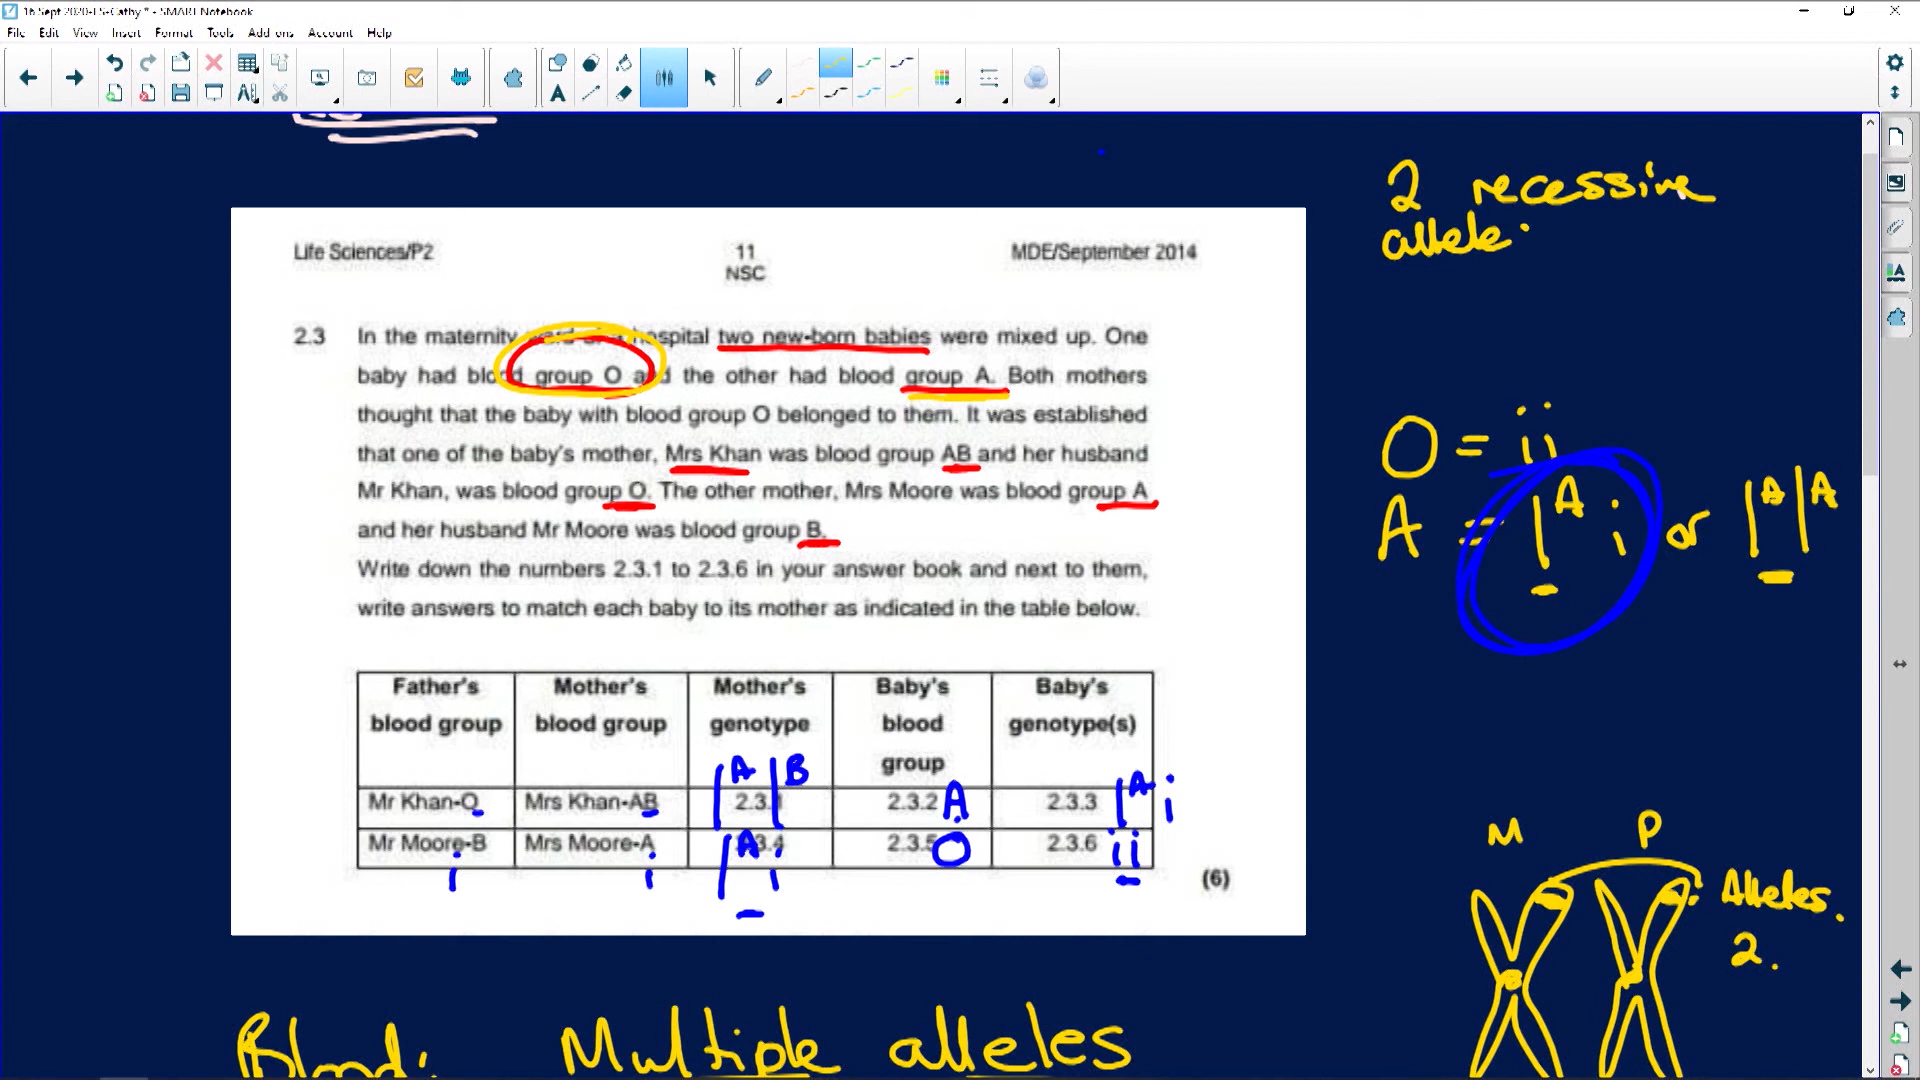 16 Sept 2020-LS-Cathy * - SMART Notebook
File Edit View Insert Format Tools Add-ons Account Help
2 recessive
allele.
Life Sciences/P2 11 MDE/September 2014
NSC
2.3 In the maternity ward of a hospital two new-born babies were mixed up. One
baby had blood group O and the other had blood group A. Both mothers
thought that the baby with blood group O belonged to them. It was established
that one of the baby's mother, Mrs Khan was blood group AB and her husband
Mr Khan, was blood group O. The other mother, Mrs Moore was blood group A
and her husband Mr Moore was blood group B.
Write down the numbers 2.3.1 to 2.3.6 in your answer book and next to them,
write answers to match each baby to its mother as indicated in the table below.
O = ii
A = I^A i or I^A I^A
Father's Mother's Mother's Baby's Baby's
blood group blood group genotype blood genotype(s)
group
I^A I^B
Mr Khan-O Mrs Khan-AB 2.3.1 2.3.2 A 2.3.3 I^A i
Mr Moore-B Mrs Moore-A 2.3.4 2.3.5 O 2.3.6 ii
i i I^A i
(6)
M P
Alleles.
2.
Blood: Multiple alleles